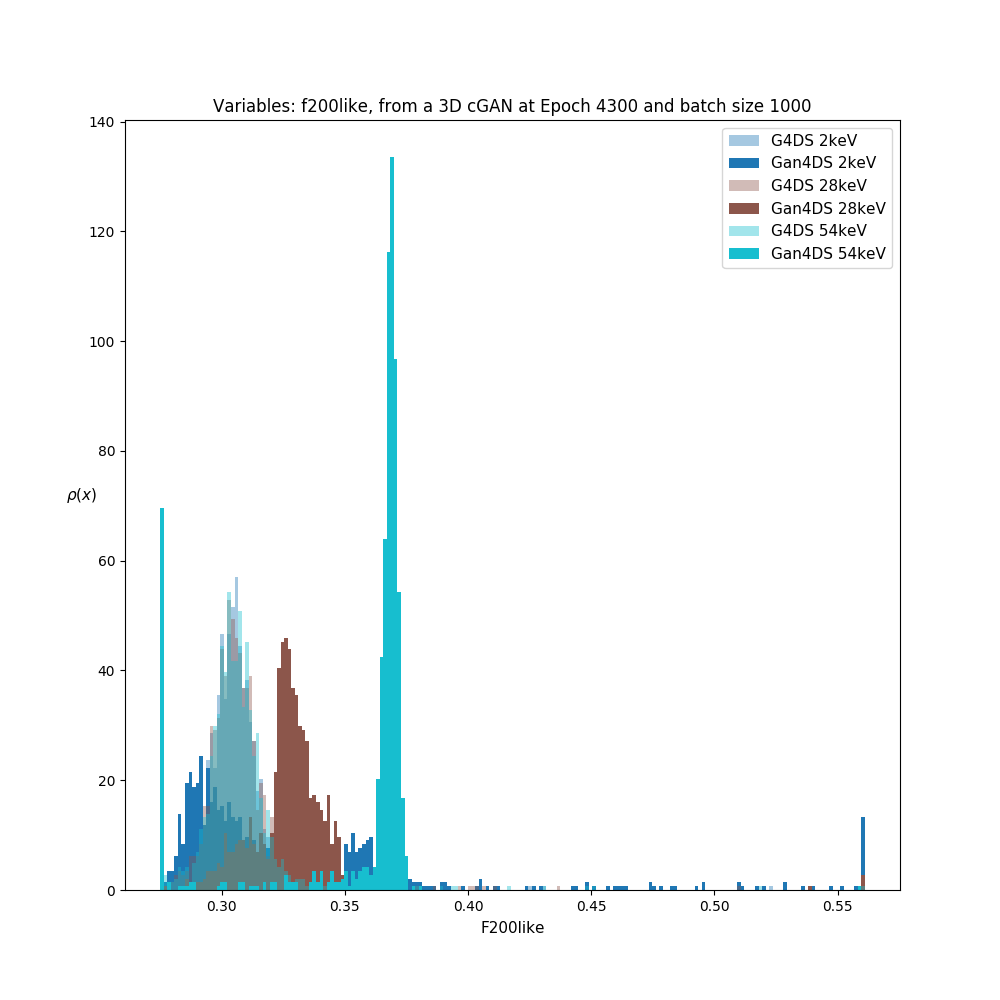 Variables: f200like, from a 3D cGAN at Epoch 4300 and batch size 1000
140
120
100
80
60
40
20
0
ρ(x)
G4DS 2keV
Gan4DS 2keV
G4DS 28keV
Gan4DS 28keV
G4DS 54keV
Gan4DS 54keV
0.30 0.35 0.40 0.45 0.50 0.55
F200like